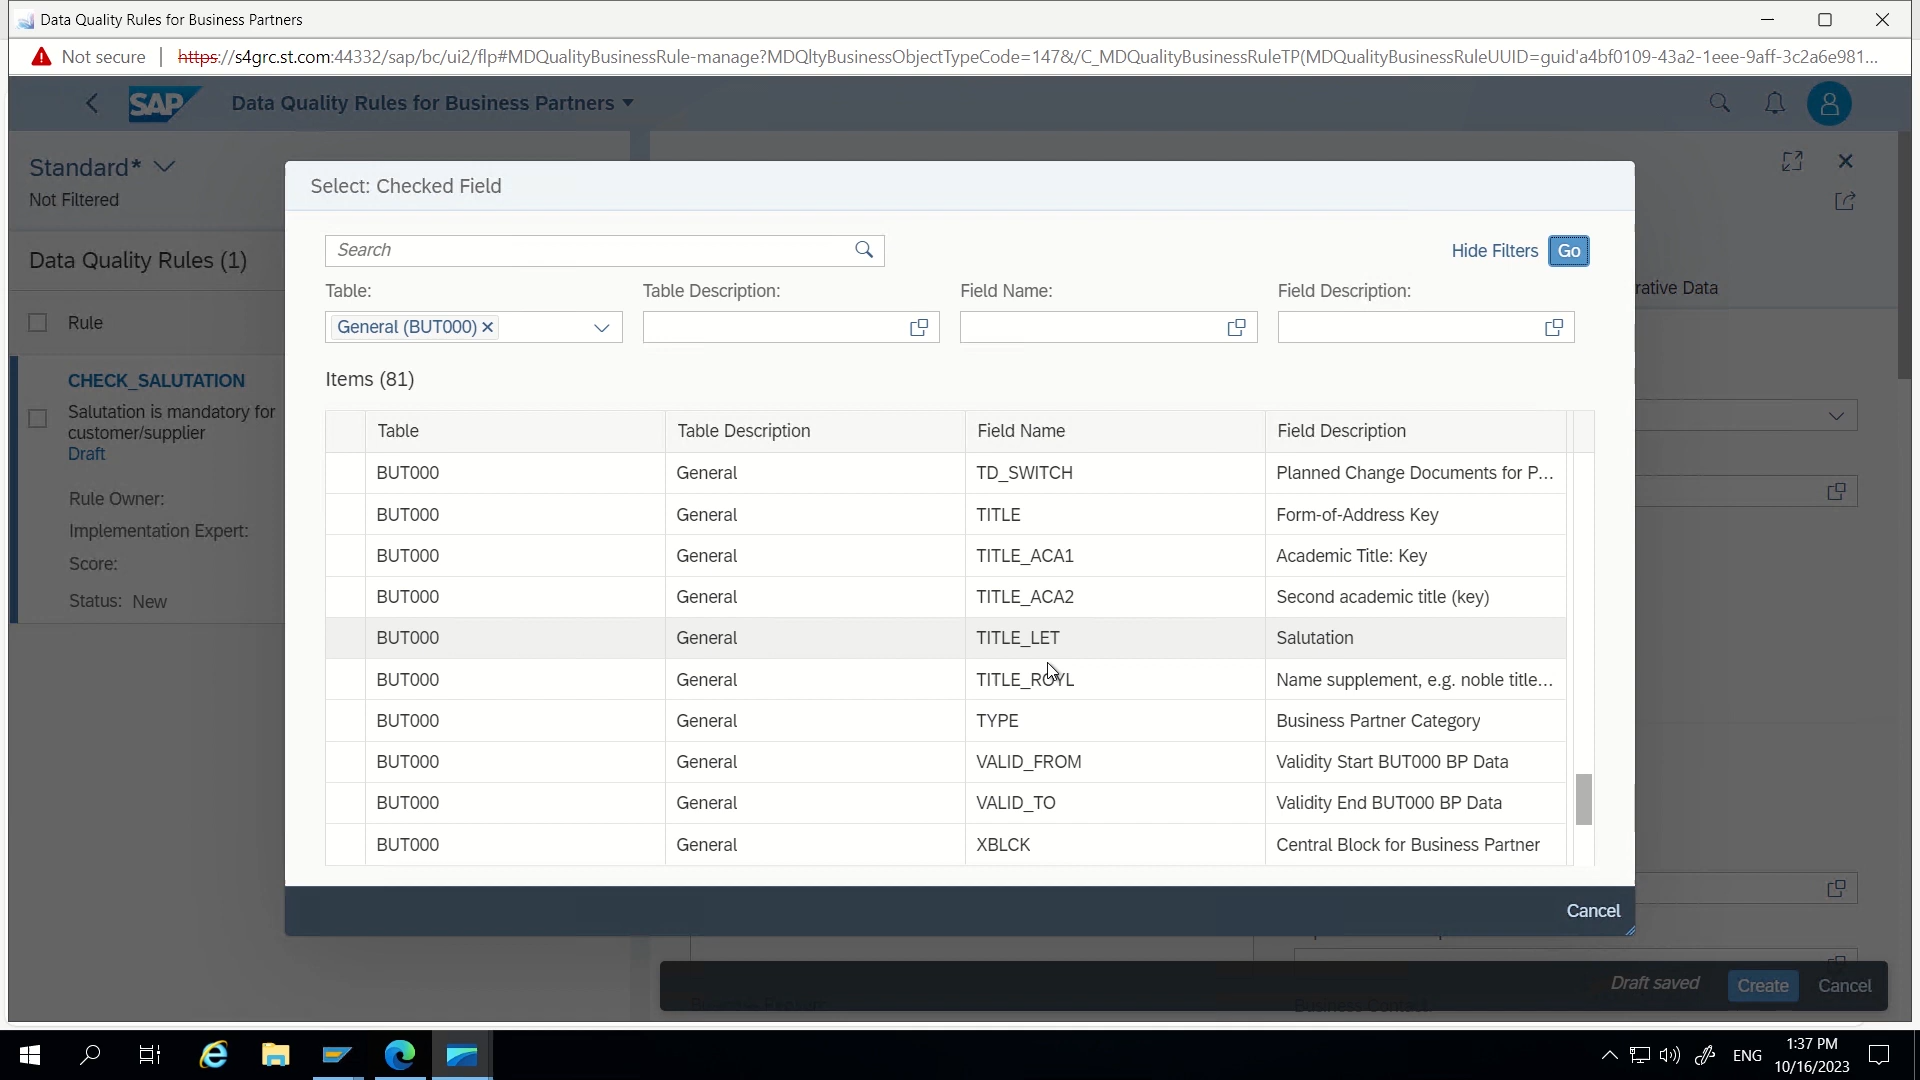 Data Quality Rules for Business Partners
Not secure | https://s4grc.st.com:44332/sap/bc/ui2/flp#MDQualityBusinessRule-manage?MDQltyBusinessObjectTypeCode=147&/C_MDQualityBusinessRuleTP(MDQualityBusinessRuleUUID=guid'a4bf0109-43a2-1eee-9aff-3c2a6e981...
SAP Data Quality Rules for Business Partners
Standard*
Not Filtered
Data Quality Rules (1)
Rule
CHECK_SALUTATION
Salutation is mandatory for
customer/supplier
Draft
Rule Owner:
Implementation Expert:
Score:
Status: New
rative Data
Select: Checked Field
Search
Hide Filters Go
Table: Table Description: Field Name: Field Description:
General (BUT000)
Items (81)
Table Table Description Field Name Field Description
BUT000 General TD_SWITCH Planned Change Documents for P...
BUT000 General TITLE Form-of-Address Key
BUT000 General TITLE_ACA1 Academic Title: Key
BUT000 General TITLE_ACA2 Second academic title (key)
BUT000 General TITLE_LET Salutation
BUT000 General TITLE_ROYL Name supplement, e.g. noble title...
BUT000 General TYPE Business Partner Category
BUT000 General VALID_FROM Validity Start BUT000 BP Data
BUT000 General VALID_TO Validity End BUT000 BP Data
BUT000 General XBLCK Central Block for Business Partner
Cancel
Draft saved Create Cancel
Business Contact
ENG
1:37 PM
10/16/2023